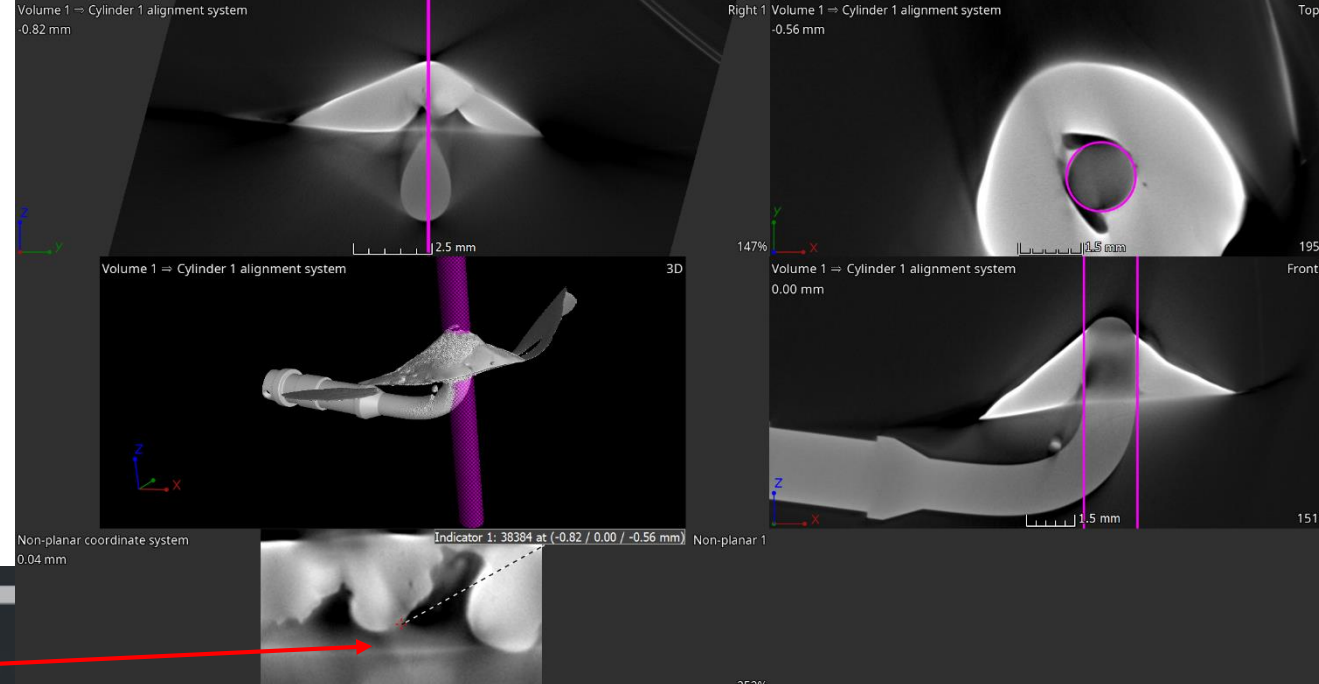 Volume 1 ⇒ Cylinder 1 alignment system
-0.82 mm
Right 1
2.5 mm
147%
Z
y
Volume 1 ⇒ Cylinder 1 alignment system
-0.56 mm
Top
y
X
1.5 mm
195
Volume 1 ⇒ Cylinder 1 alignment system
3D
Z
X
Volume 1 ⇒ Cylinder 1 alignment system
0.00 mm
Front
Z
X
1.5 mm
151
Non-planar coordinate system
0.04 mm
Indicator 1: 38384 at (-0.82 / 0.00 / -0.56 mm)
Non-planar 1